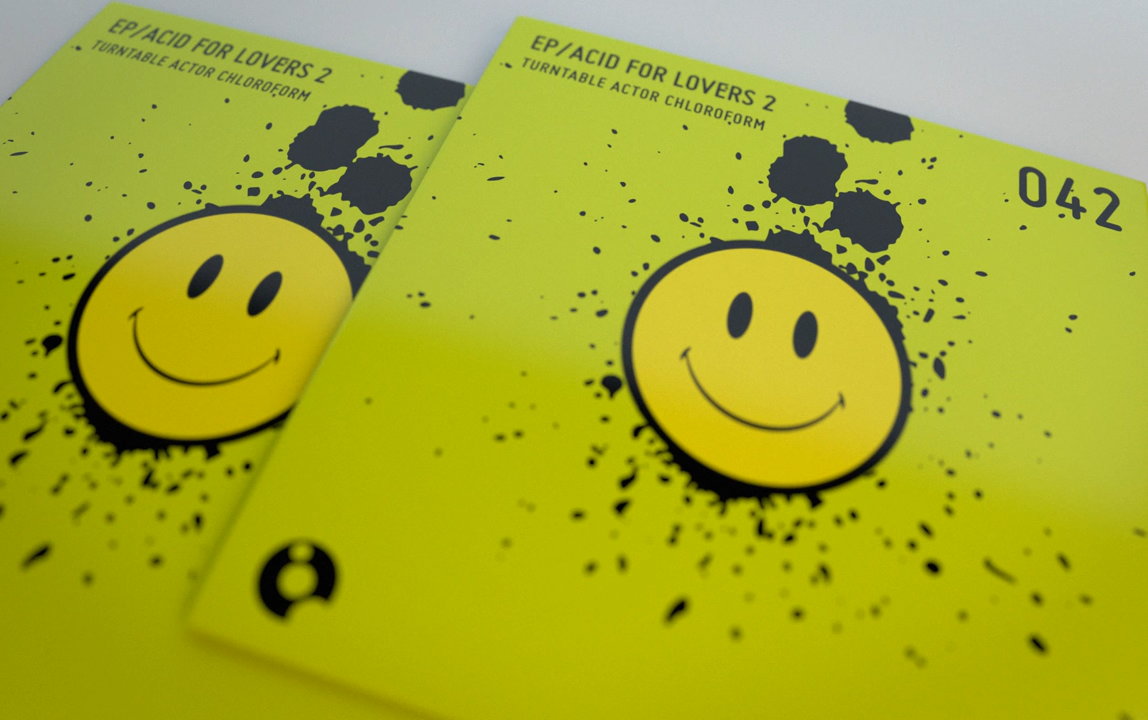 EP/ACID FOR LOVERS 2
TURNTABLE ACTOR CHLOROFORM
EP/ACID FOR LOVERS 2
TURNTABLE ACTOR CHLOROFORM
042